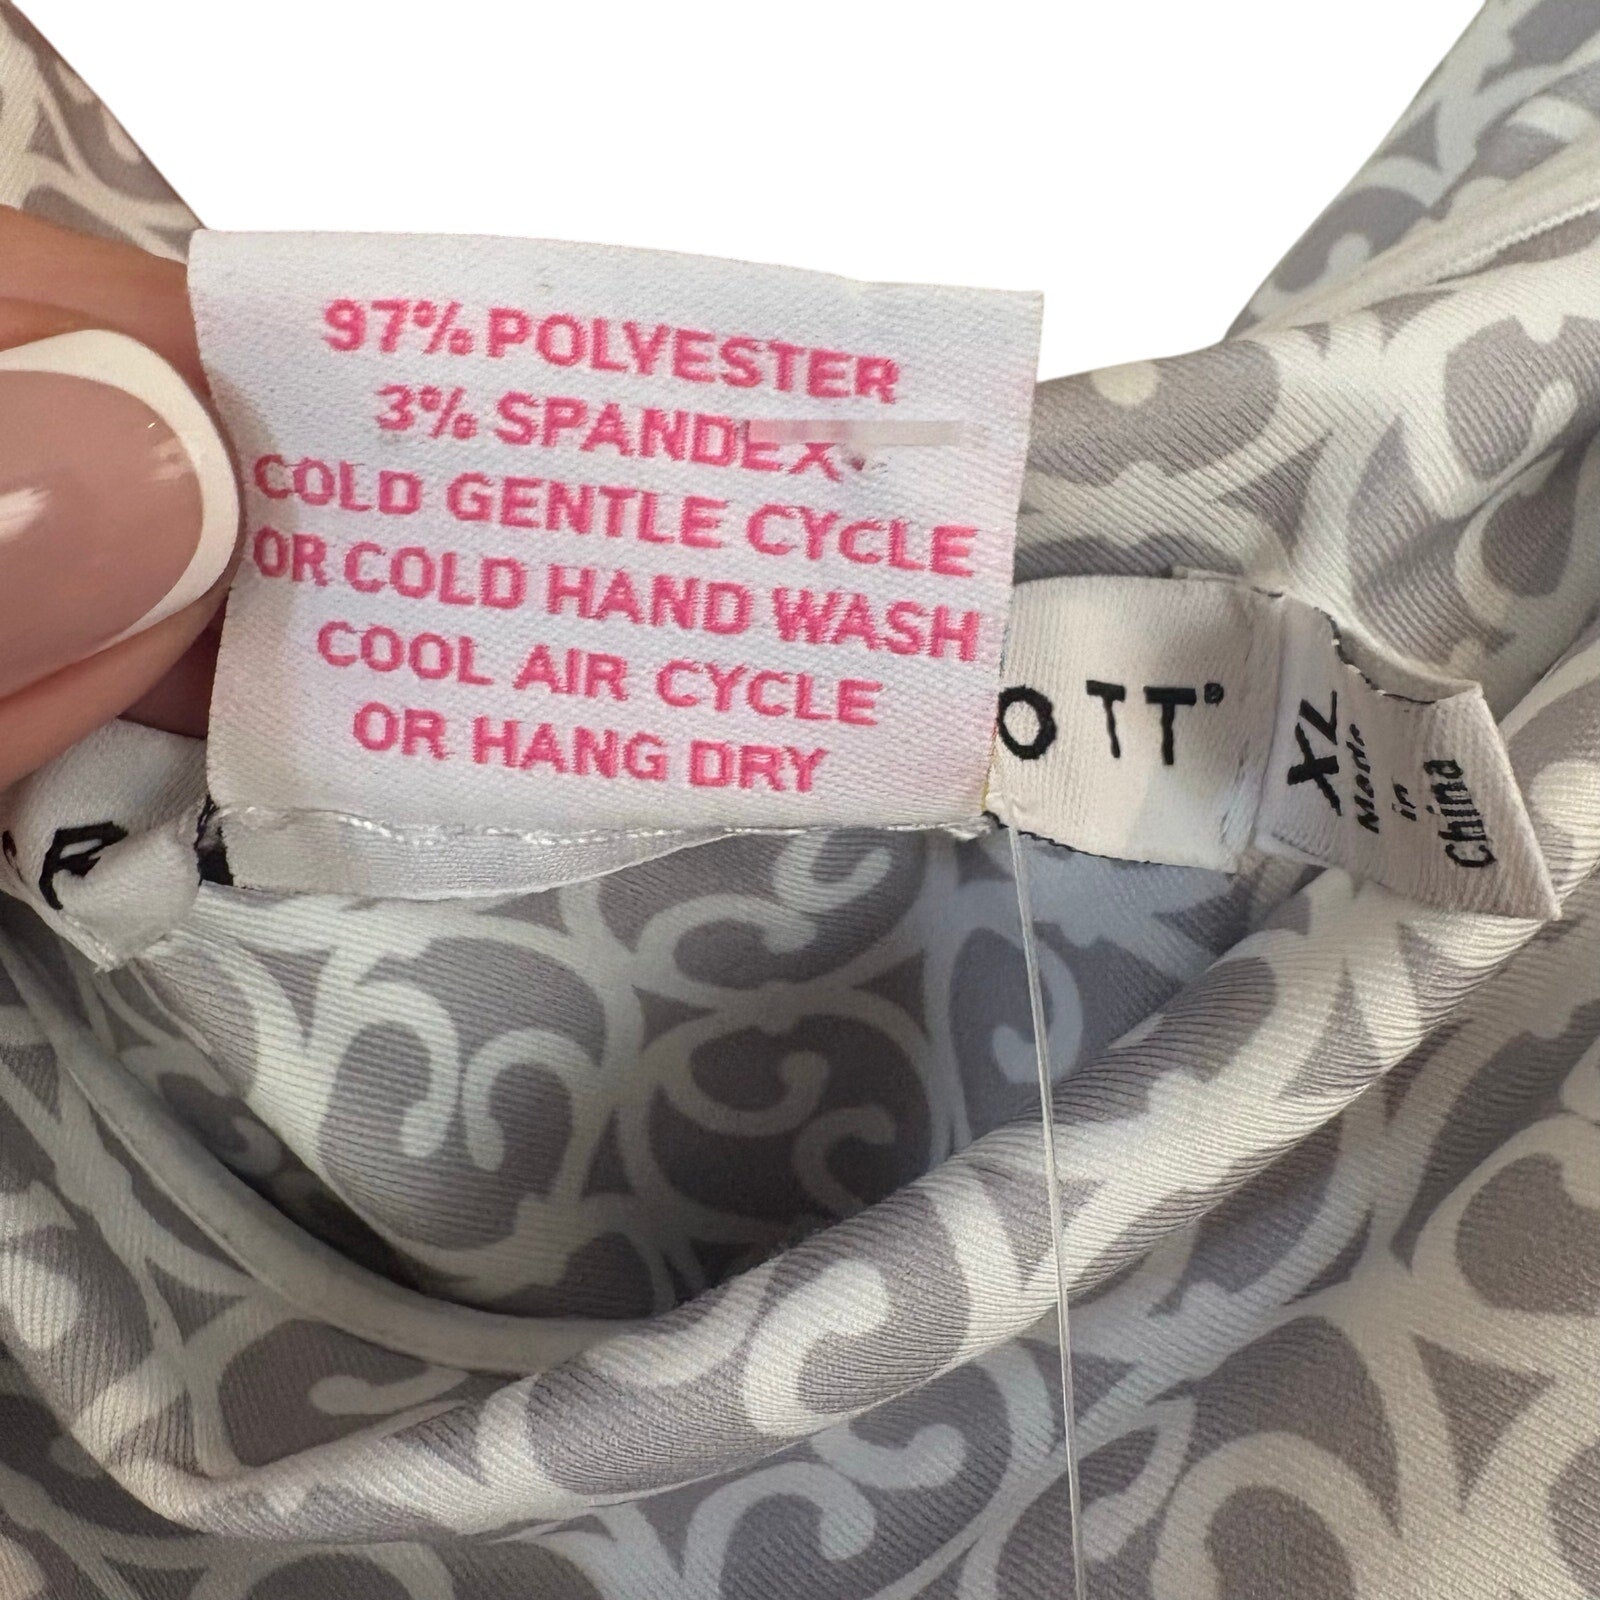 97% POLYESTER
3% SPANDEX
COLD GENTLE CYCLE
OR COLD HAND WASH
COOL AIR CYCLE
OR HANG DRY
OTT®
XL
Made
in
China